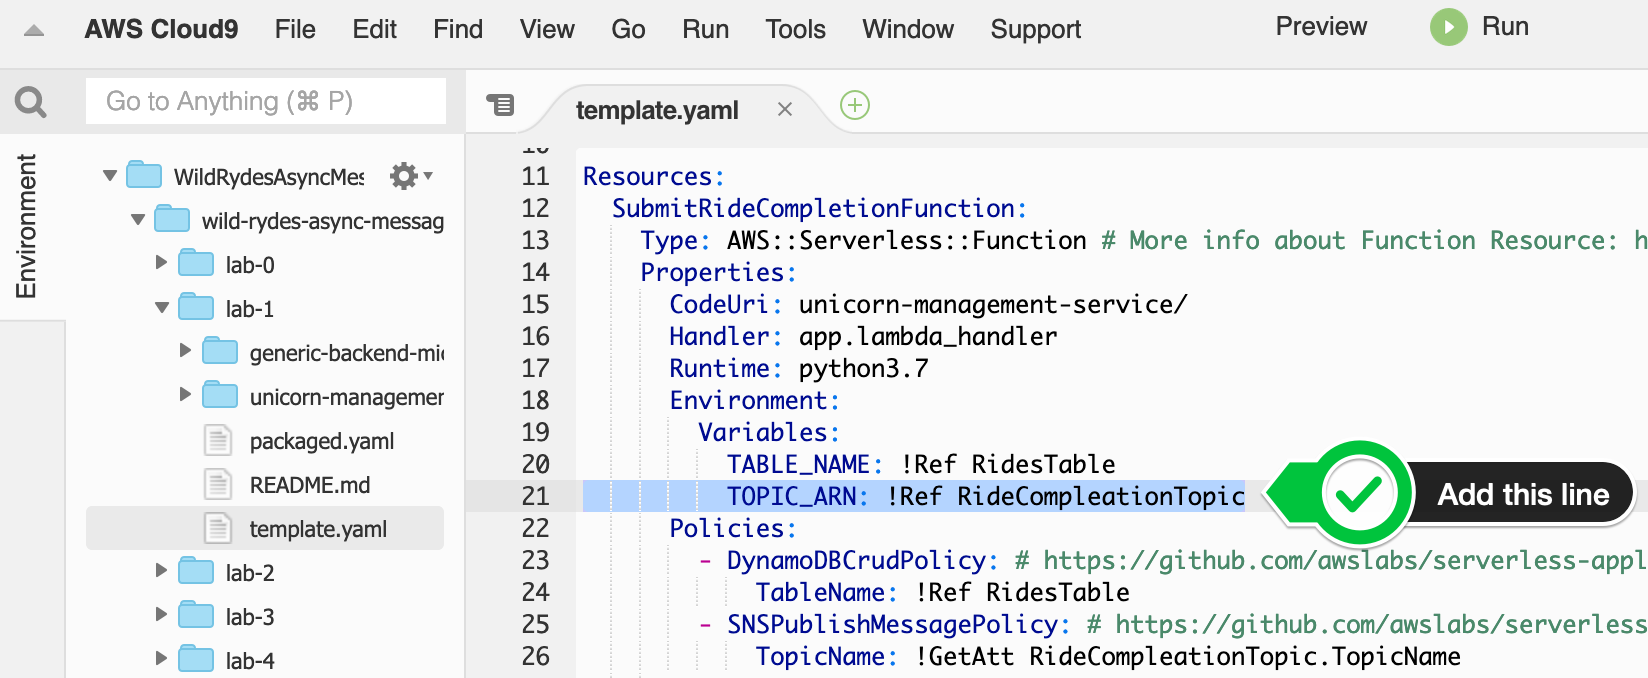 AWS Cloud9 File Edit Find View Go Run Tools Window Support Preview Run
Go to Anything (⌘ P)
template.yaml
Environment
WildRydesAsyncMes
wild-rydes-async-messag
lab-0
lab-1
generic-backend-mi
unicorn-managemen
packaged.yaml
README.md
template.yaml
lab-2
lab-3
lab-4
11 Resources:
12 SubmitRideCompletionFunction:
13 Type: AWS::Serverless::Function # More info about Function Resource: h
14 Properties:
15 CodeUri: unicorn-management-service/
16 Handler: app.lambda_handler
17 Runtime: python3.7
18 Environment:
19 Variables:
20 TABLE_NAME: !Ref RidesTable
21 TOPIC_ARN: !Ref RideCompleationTopic
Add this line
22 Policies:
23 - DynamoDBCrudPolicy: # https://github.com/awslabs/serverless-appl
24 TableName: !Ref RidesTable
25 - SNSPublishMessagePolicy: # https://github.com/awslabs/serverless
26 TopicName: !GetAtt RideCompleationTopic.TopicName